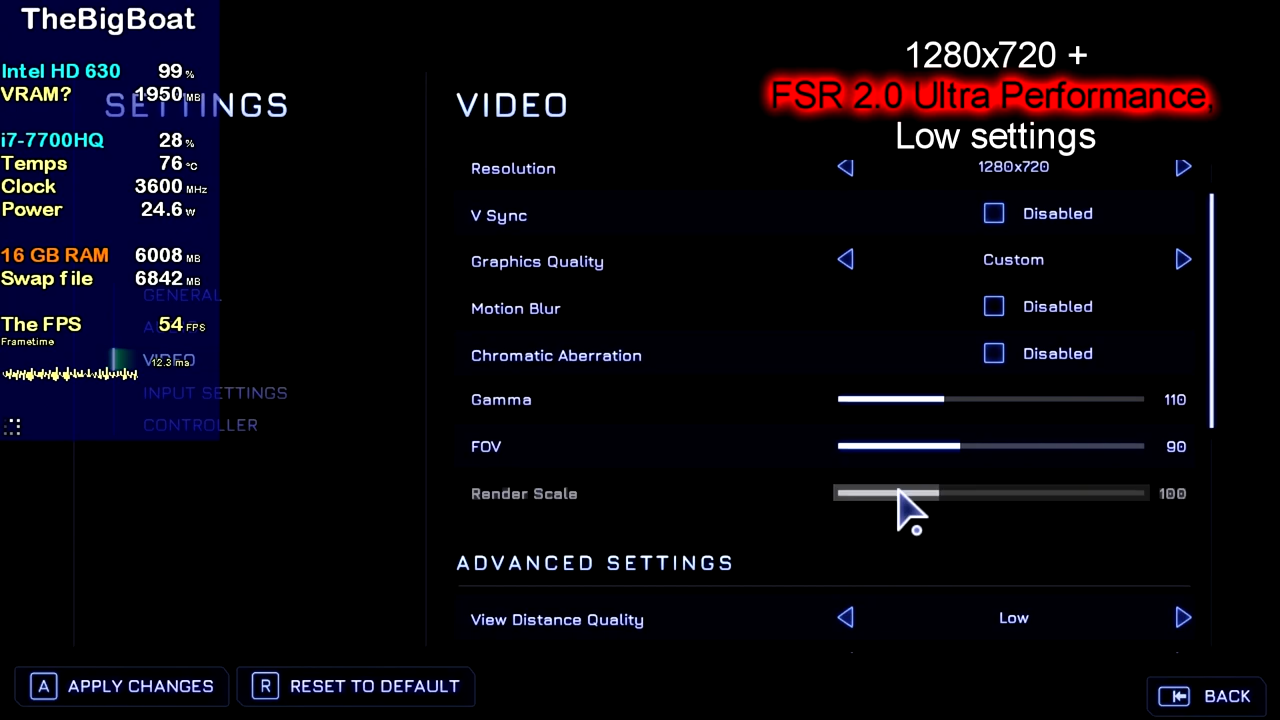 TheBigBoat
Intel HD 630 99 %
VRAM? 1950 MB
i7-7700HQ 28 %
Temps 76 °C
Clock 3600 MHz
Power 24.6 W
16 GB RAM 6008 MB
Swap file 6842 MB
The FPS 54 FPS
Frametime
12.3 ms
SETTINGS
GENERAL
VIDEO
INPUT SETTINGS
CONTROLLER
1280x720 +
FSR 2.0 Ultra Performance,
Low settings
VIDEO
Resolution 1280x720
V Sync Disabled
Graphics Quality Custom
Motion Blur Disabled
Chromatic Aberration Disabled
Gamma 110
FOV 90
Render Scale 100
ADVANCED SETTINGS
View Distance Quality Low
A APPLY CHANGES
R RESET TO DEFAULT
BACK